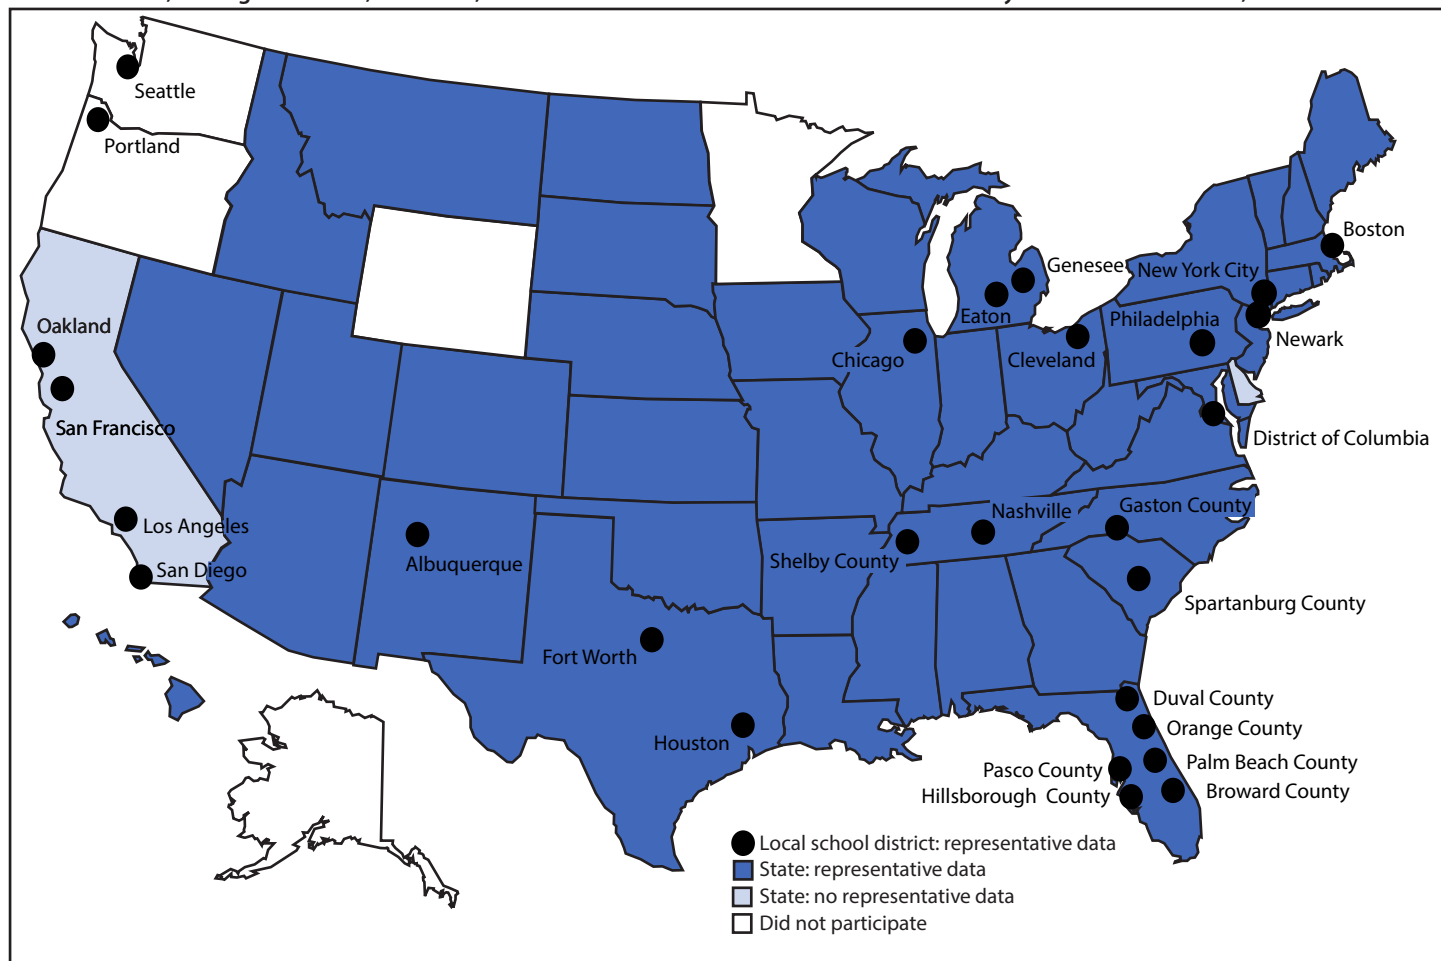 Seattle
Portland
Boston
Genesee
New York City
Eaton
Philadelphia
Oakland
Newark
Chicago
Cleveland
San Francisco
District of Columbia
Nashville
Gaston County
Los Angeles
Shelby County
San Diego
Albuquerque
Spartanburg County
Fort Worth
Duval County
Orange County
Houston
Palm Beach County
Pasco County
Broward County
Hillsborough County
Local school district: representative data
State: representative data
State: no representative data
Did not participate